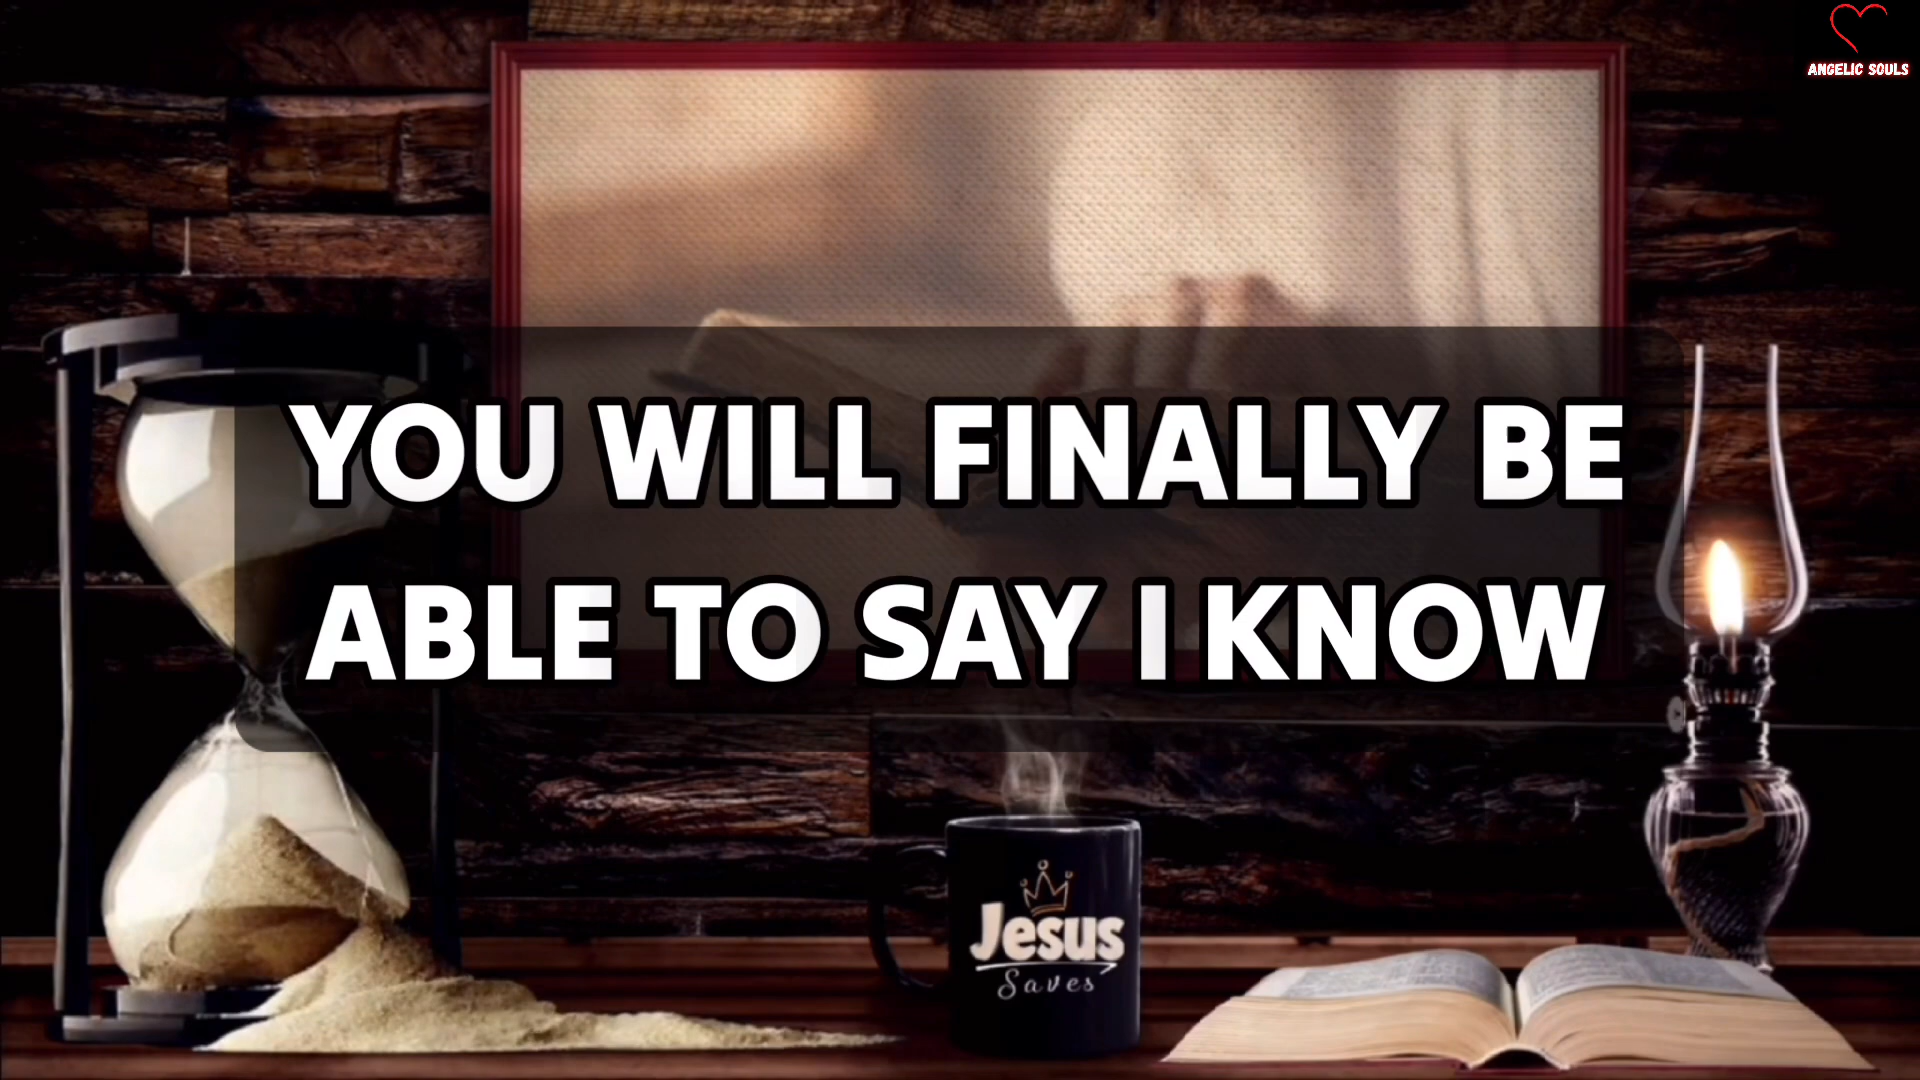 ANGELIC SOULS
YOU WILL FINALLY BE
ABLE TO SAY I KNOW
Jesus
Saves